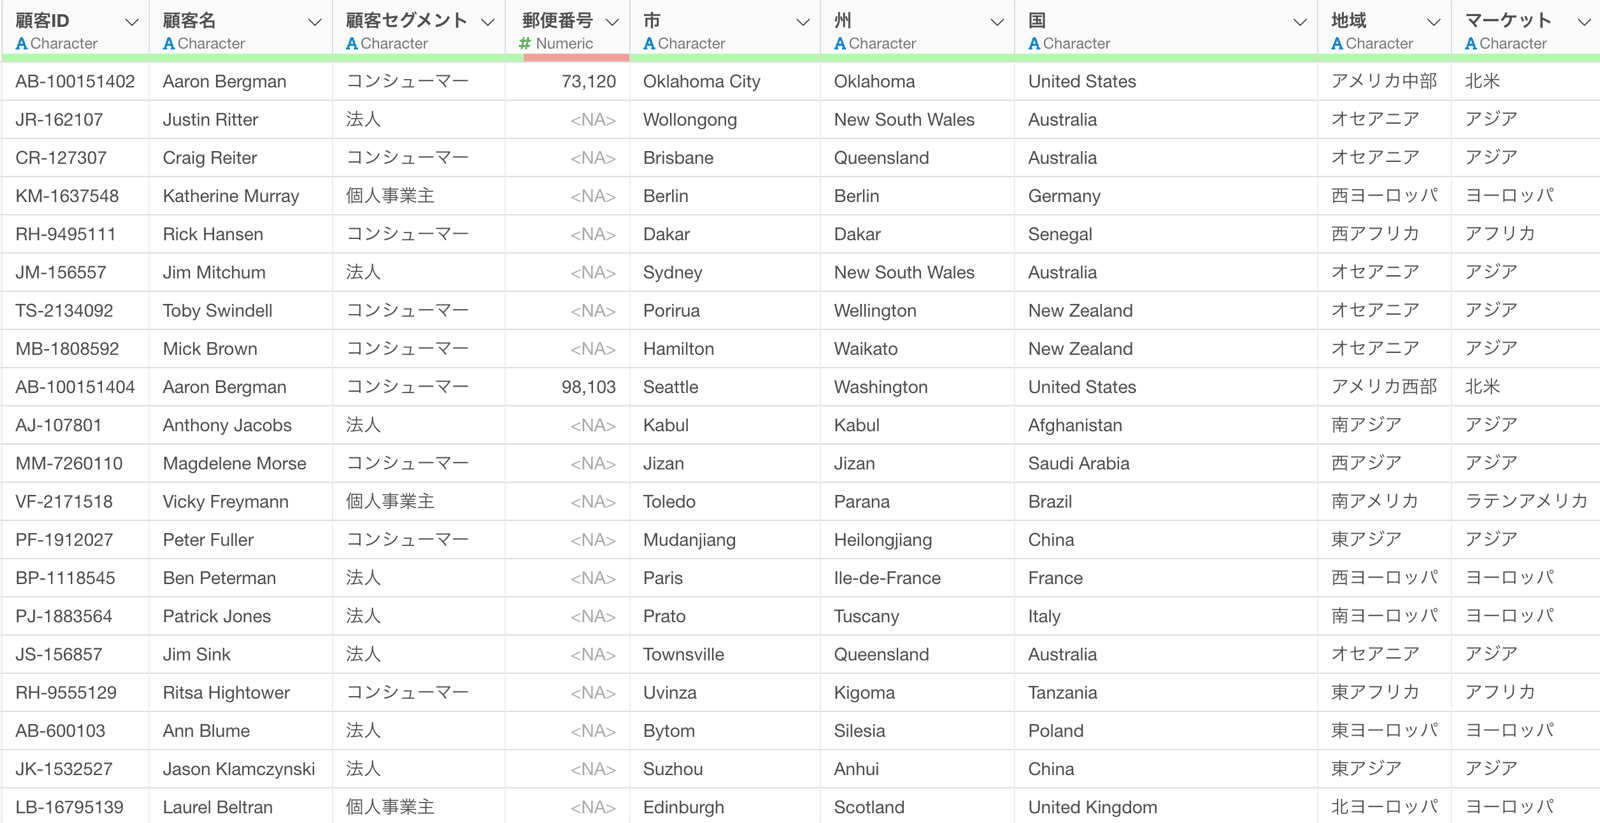 顧客ID 顧客名 顧客セグメント 郵便番号 市 州 国 地域 マーケット
A Character A Character A Character # Numeric A Character A Character A Character A Character A Character
AB-100151402 Aaron Bergman コンシューマー 73,120 Oklahoma City Oklahoma United States アメリカ中部 北米
JR-162107 Justin Ritter 法人 <NA> Wollongong New South Wales Australia オセアニア アジア
CR-127307 Craig Reiter コンシューマー <NA> Brisbane Queensland Australia オセアニア アジア
KM-1637548 Katherine Murray 個人事業主 <NA> Berlin Berlin Germany 西ヨーロッパ ヨーロッパ
RH-9495111 Rick Hansen コンシューマー <NA> Dakar Dakar Senegal 西アフリカ アフリカ
JM-156557 Jim Mitchum 法人 <NA> Sydney New South Wales Australia オセアニア アジア
TS-2134092 Toby Swindell コンシューマー <NA> Porirua Wellington New Zealand オセアニア アジア
MB-1808592 Mick Brown コンシューマー <NA> Hamilton Waikato New Zealand オセアニア アジア
AB-100151404 Aaron Bergman コンシューマー 98,103 Seattle Washington United States アメリカ西部 北米
AJ-107801 Anthony Jacobs 法人 <NA> Kabul Kabul Afghanistan 南アジア アジア
MM-7260110 Magdelene Morse コンシューマー <NA> Jizan Jizan Saudi Arabia 西アジア アジア
VF-2171518 Vicky Freymann 個人事業主 <NA> Toledo Parana Brazil 南アメリカ ラテンアメリカ
PF-1912027 Peter Fuller コンシューマー <NA> Mudanjiang Heilongjiang China 東アジア アジア
BP-1118545 Ben Peterman 法人 <NA> Paris Ile-de-France France 西ヨーロッパ ヨーロッパ
PJ-1883564 Patrick Jones 法人 <NA> Prato Tuscany Italy 南ヨーロッパ ヨーロッパ
JS-156857 Jim Sink 法人 <NA> Townsville Queensland Australia オセアニア アジア
RH-9555129 Ritsa Hightower コンシューマー <NA> Uvinza Kigoma Tanzania 東アフリカ アフリカ
AB-600103 Ann Blume 法人 <NA> Bytom Silesia Poland 東ヨーロッパ ヨーロッパ
JK-1532527 Jason Klamczynski 法人 <NA> Suzhou Anhui China 東アジア アジア
LB-16795139 Laurel Beltran 個人事業主 <NA> Edinburgh Scotland United Kingdom 北ヨーロッパ ヨーロッパ